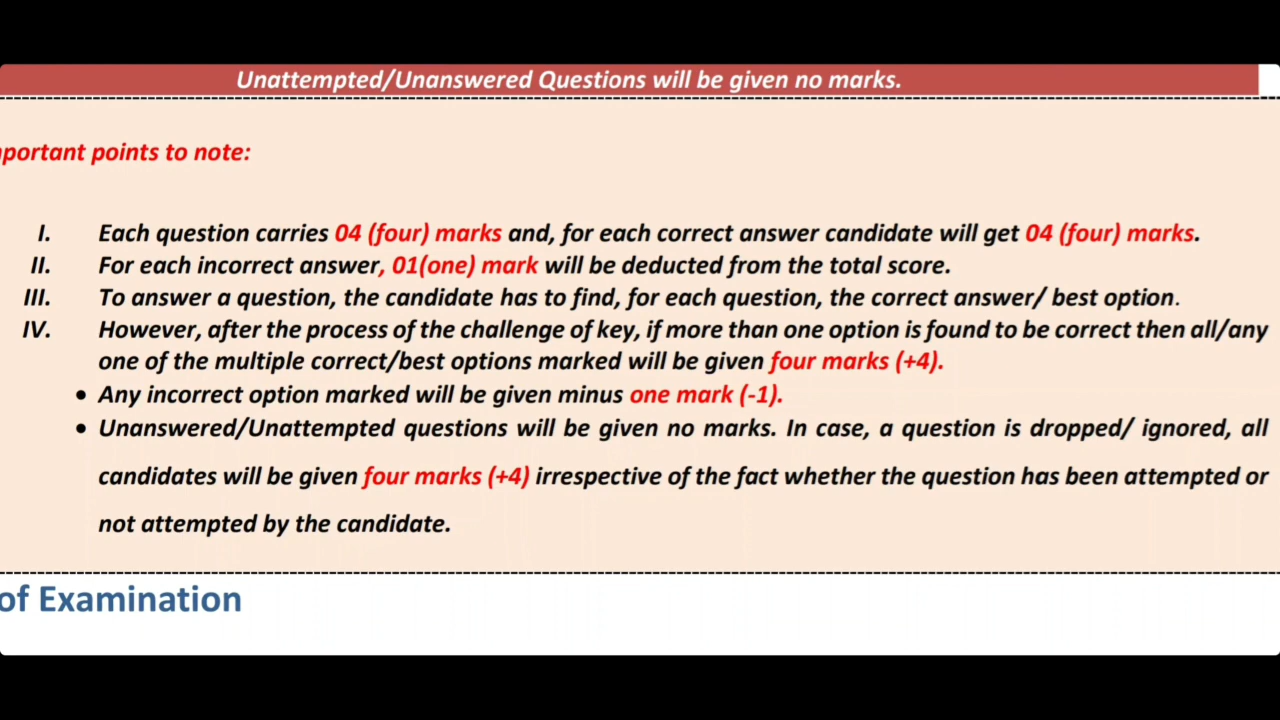 Unattempted/Unanswered Questions will be given no marks.
mportant points to note:
I. Each question carries 04 (four) marks and, for each correct answer candidate will get 04 (four) marks.
II. For each incorrect answer, 01(one) mark will be deducted from the total score.
III. To answer a question, the candidate has to find, for each question, the correct answer/ best option.
IV. However, after the process of the challenge of key, if more than one option is found to be correct then all/any
one of the multiple correct/best options marked will be given four marks (+4).
• Any incorrect option marked will be given minus one mark (-1).
• Unanswered/Unattempted questions will be given no marks. In case, a question is dropped/ ignored, all
candidates will be given four marks (+4) irrespective of the fact whether the question has been attempted or
not attempted by the candidate.
of Examination